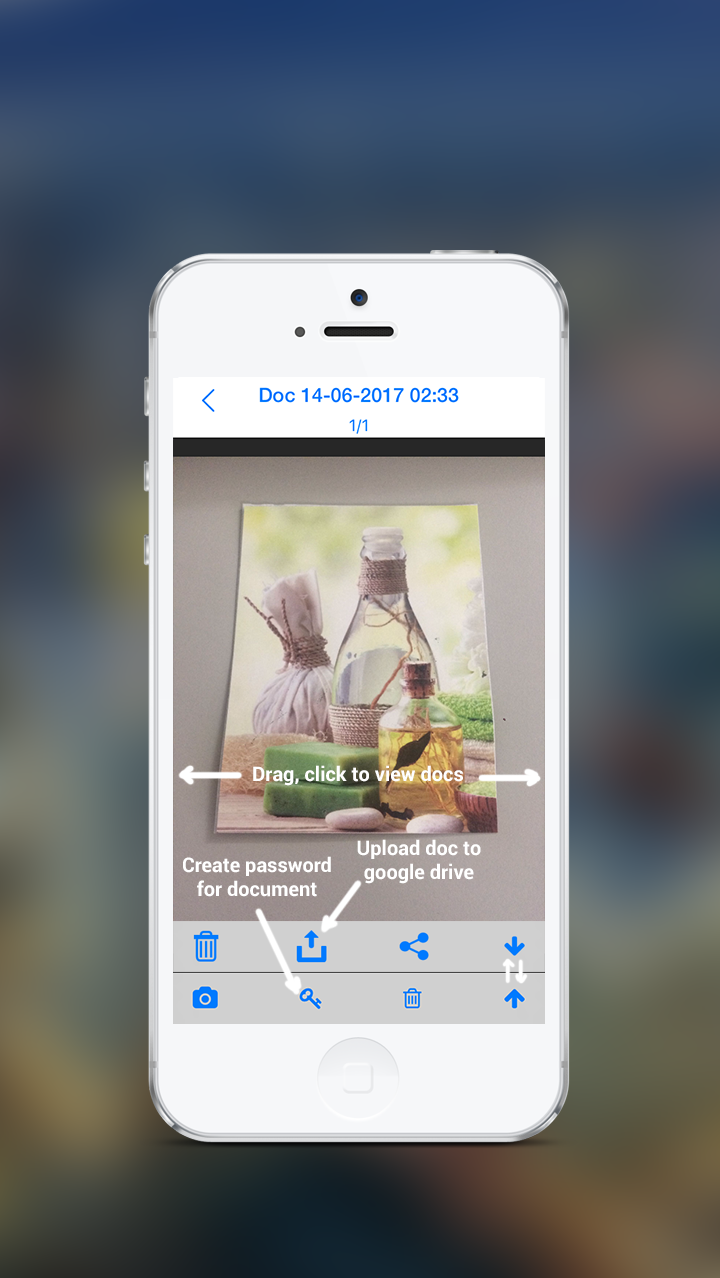 Doc 14-06-2017 02:33
1/1
Drag, click to view docs
Upload doc to
google drive
Create password
for document